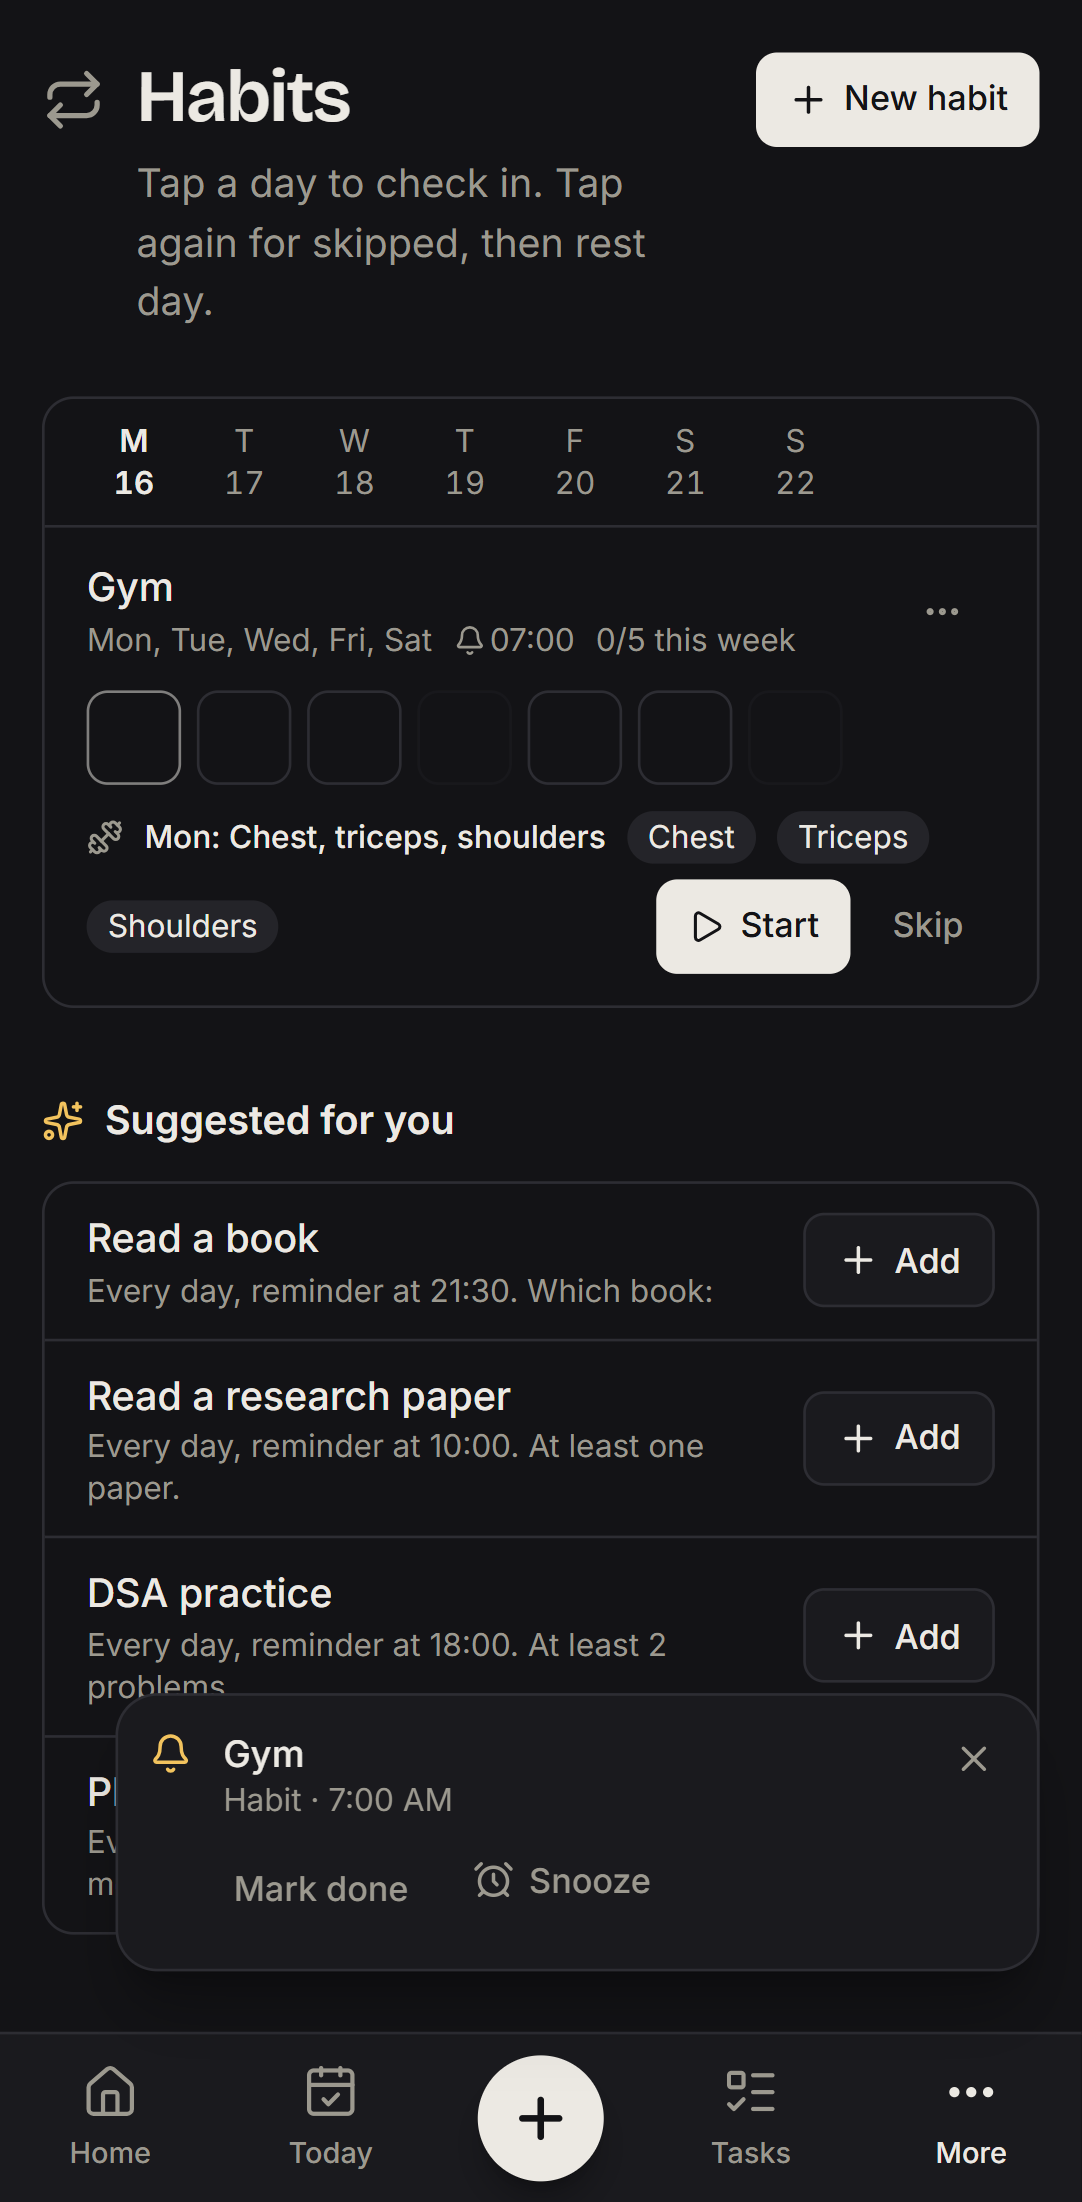 Habits
New habit
Tap a day to check in. Tap
again for skipped, then rest
day.
M T W T F S S
16 17 18 19 20 21 22
Gym
Mon, Tue, Wed, Fri, Sat 07:00 0/5 this week
Mon: Chest, triceps, shoulders Chest Triceps
Shoulders Start Skip
Suggested for you
Read a book
Every day, reminder at 21:30. Which book:
Add
Read a research paper
Every day, reminder at 10:00. At least one
paper.
Add
DSA practice
Every day, reminder at 18:00. At least 2
problems
Add
Gym
Habit · 7:00 AM
Mark done Snooze
Home Today Tasks More